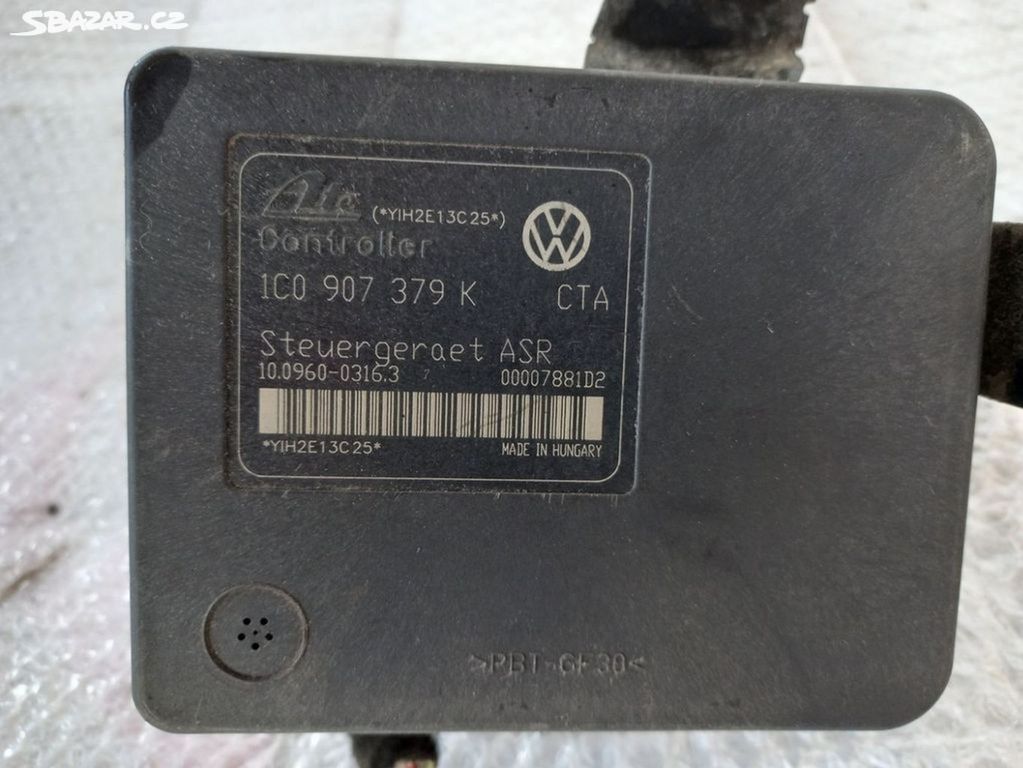 SBAZAR.CZ
Ate (*YIH2E13C25*)
Controller
1C0 907 379 K CTA
Steuergeraet ASR
10.0960-0316.3 00007881D2
*YIH2E13C25* MADE IN HUNGARY
>PBT-GF30<